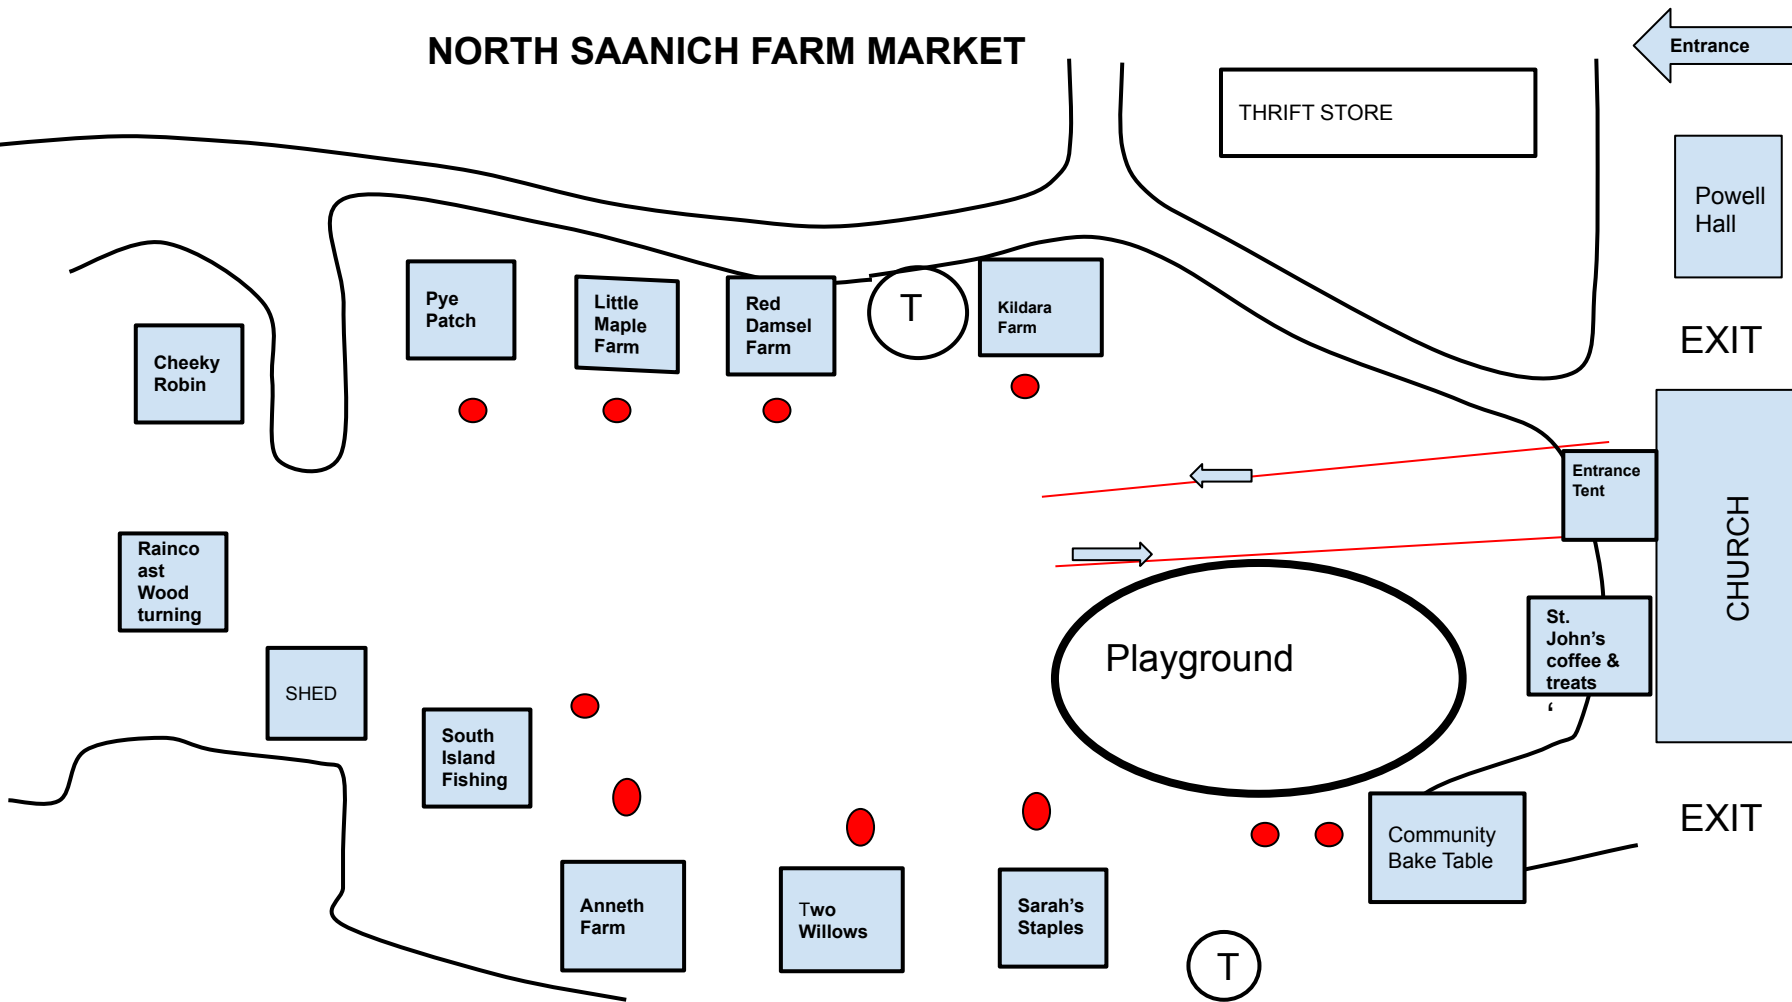 NORTH SAANICH FARM MARKET
Entrance
THRIFT STORE
Powell
Hall
EXIT
Pye
Patch
Little
Maple
Farm
Red
Damsel
Farm
T
Kildara
Farm
Cheeky
Robin
Entrance
Tent
CHURCH
Rainco
ast
Wood
turning
SHED
South
Island
Fishing
Playground
St.
John’s
coffee &
treats
‘
EXIT
Community
Bake Table
Anneth
Farm
Two
Willows
Sarah’s
Staples
T